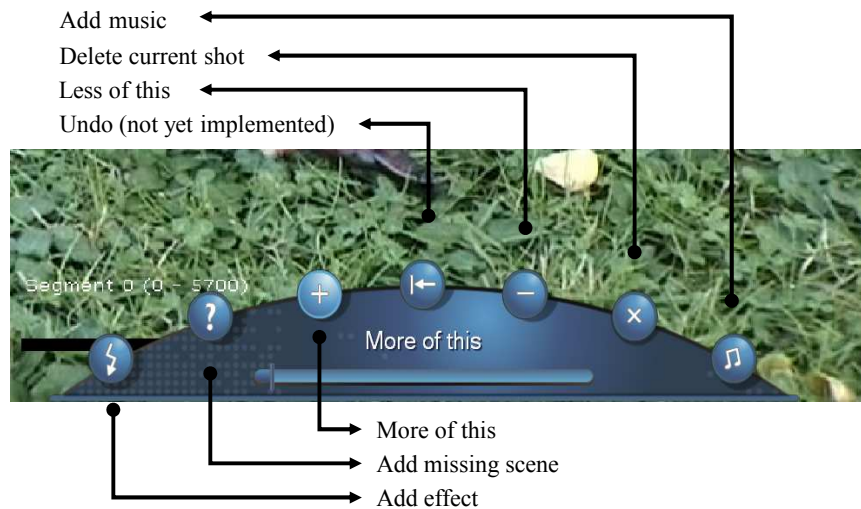 Add music
Delete current shot
Less of this
Undo (not yet implemented)
Segment 0 (0 - 5700)
?
+
−
×
More of this
More of this
Add missing scene
Add effect